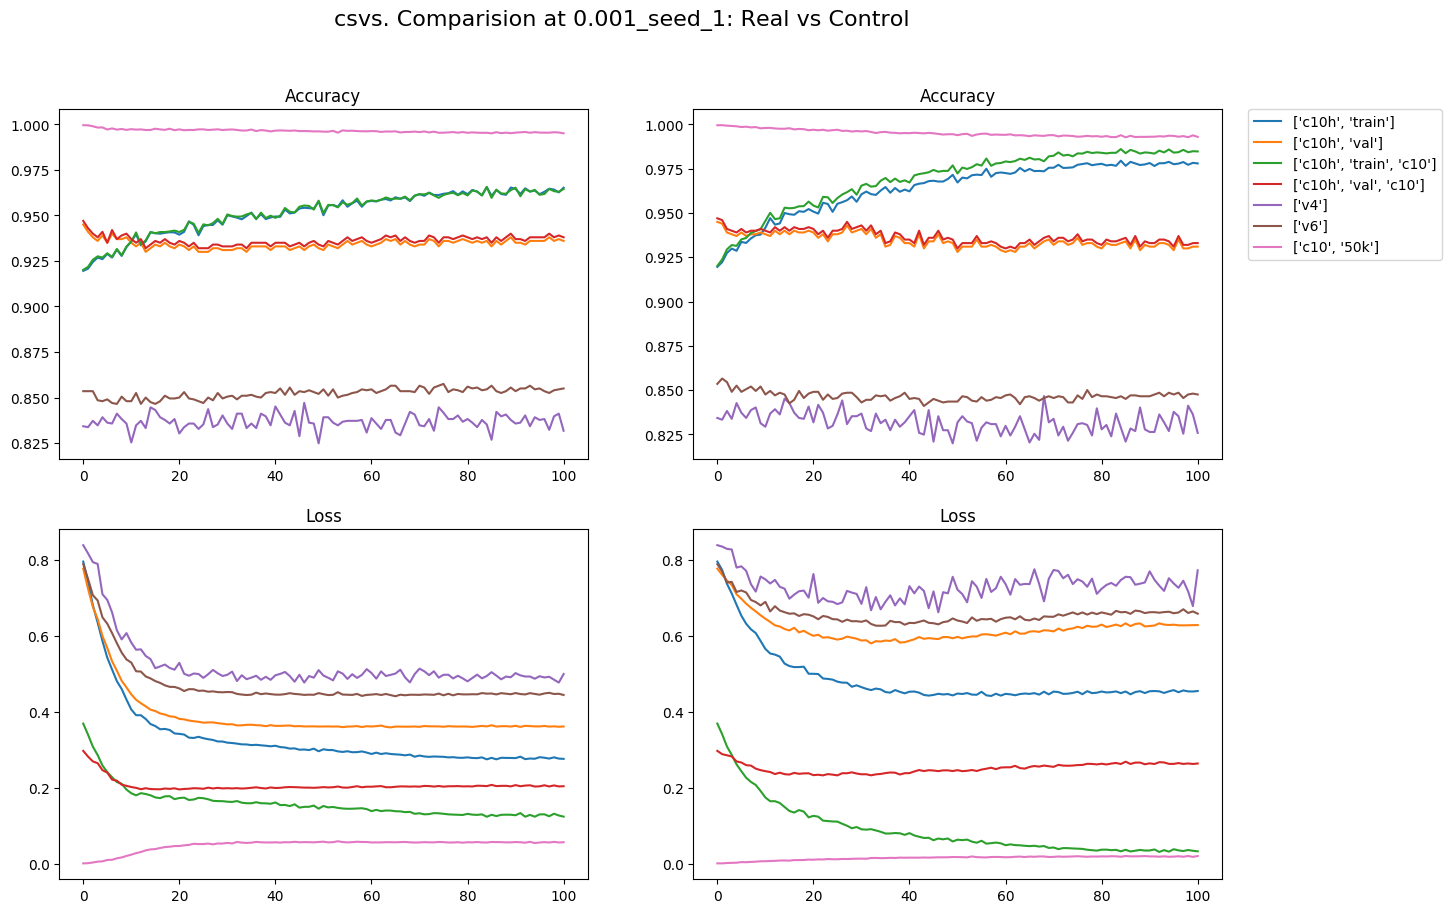 csvs. Comparision at 0.001_seed_1: Real vs Control
Accuracy
1.000
0.975
0.950
0.925
0.900
0.875
0.850
0.825
0 20 40 60 80 100
Accuracy
1.000
0.975
0.950
0.925
0.900
0.875
0.850
0.825
0 20 40 60 80 100
['c10h', 'train']
['c10h', 'val']
['c10h', 'train', 'c10']
['c10h', 'val', 'c10']
['v4']
['v6']
['c10', '50k']
Loss
0.8
0.6
0.4
0.2
0.0
0 20 40 60 80 100
Loss
0.8
0.6
0.4
0.2
0.0
0 20 40 60 80 100